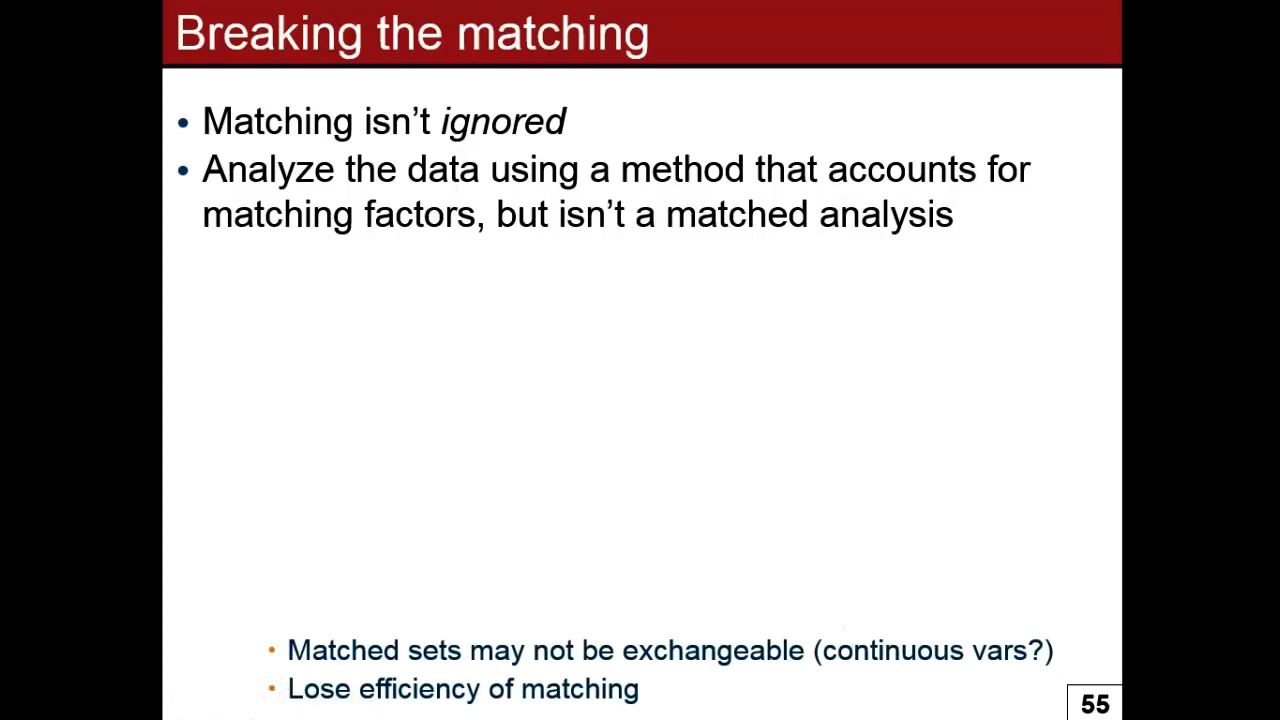 Breaking the matching
• Matching isn't ignored
• Analyze the data using a method that accounts for
matching factors, but isn't a matched analysis
• Matched sets may not be exchangeable (continuous vars?)
• Lose efficiency of matching
55